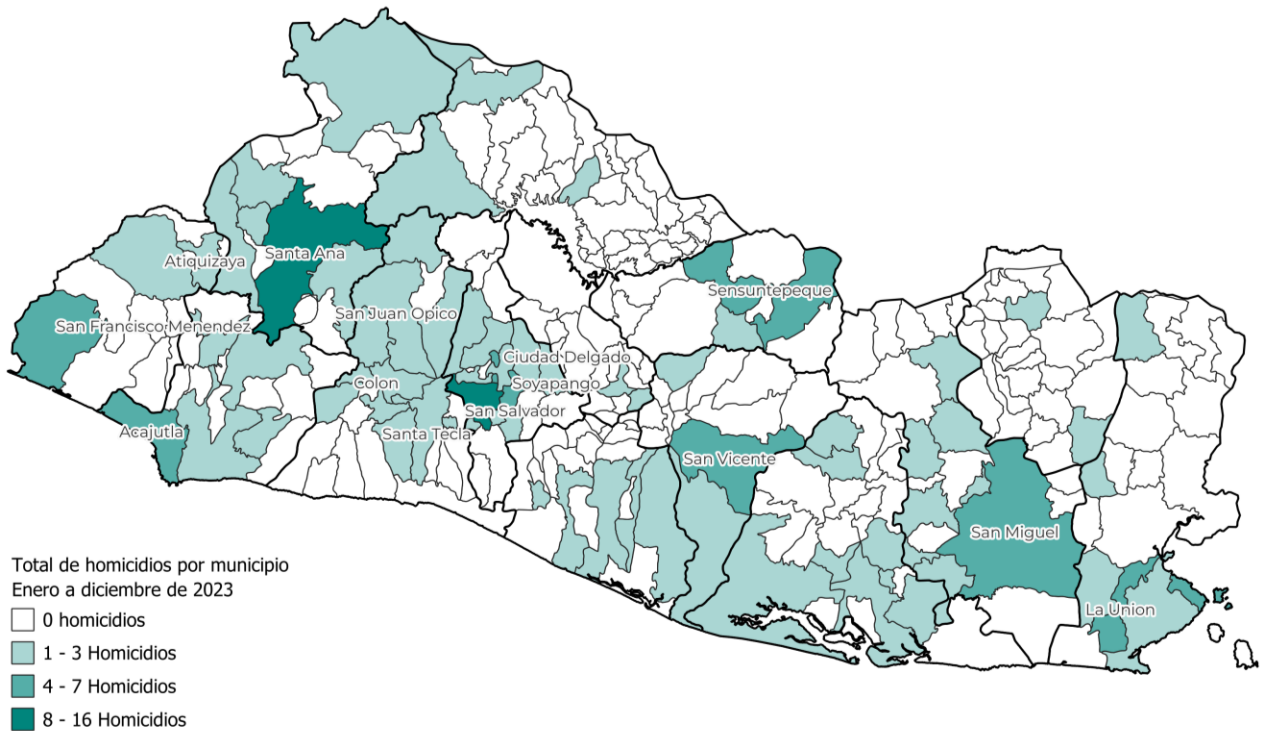 Sensuntepeque
Santa Ana
Atiquizaya
San Juan Opico
San Francisco Menendez
Ciudad Delgado
Colon
Soyapango
San Salvador
Acajutla
Santa Tecla
San Vicente
San Miguel
La Union
Total de homicidios por municipio
Enero a diciembre de 2023
0 homicidios
1 - 3 Homicidios
4 - 7 Homicidios
8 - 16 Homicidios